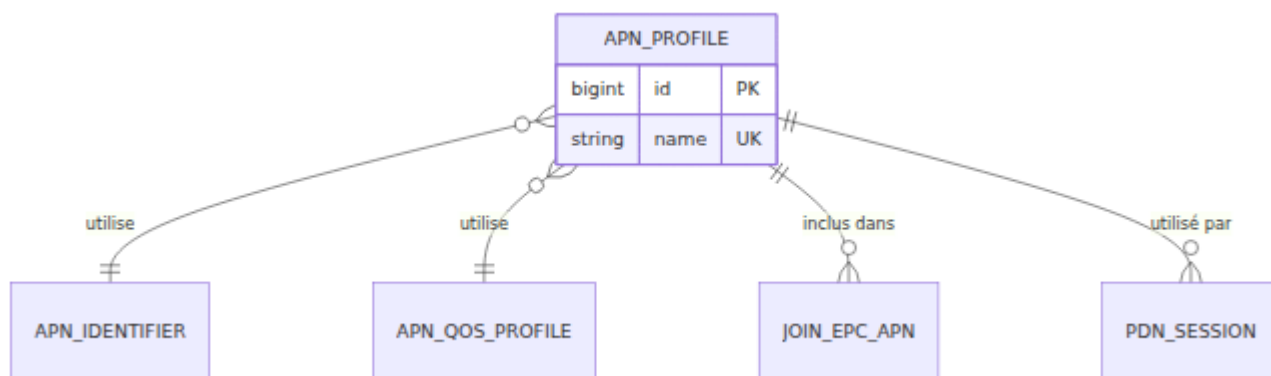 APN_PROFILE
bigint id PK
string name UK
utilise utilise inclus dans utilisé par
APN_IDENTIFIER APN_QOS_PROFILE JOIN_EPC_APN PDN_SESSION